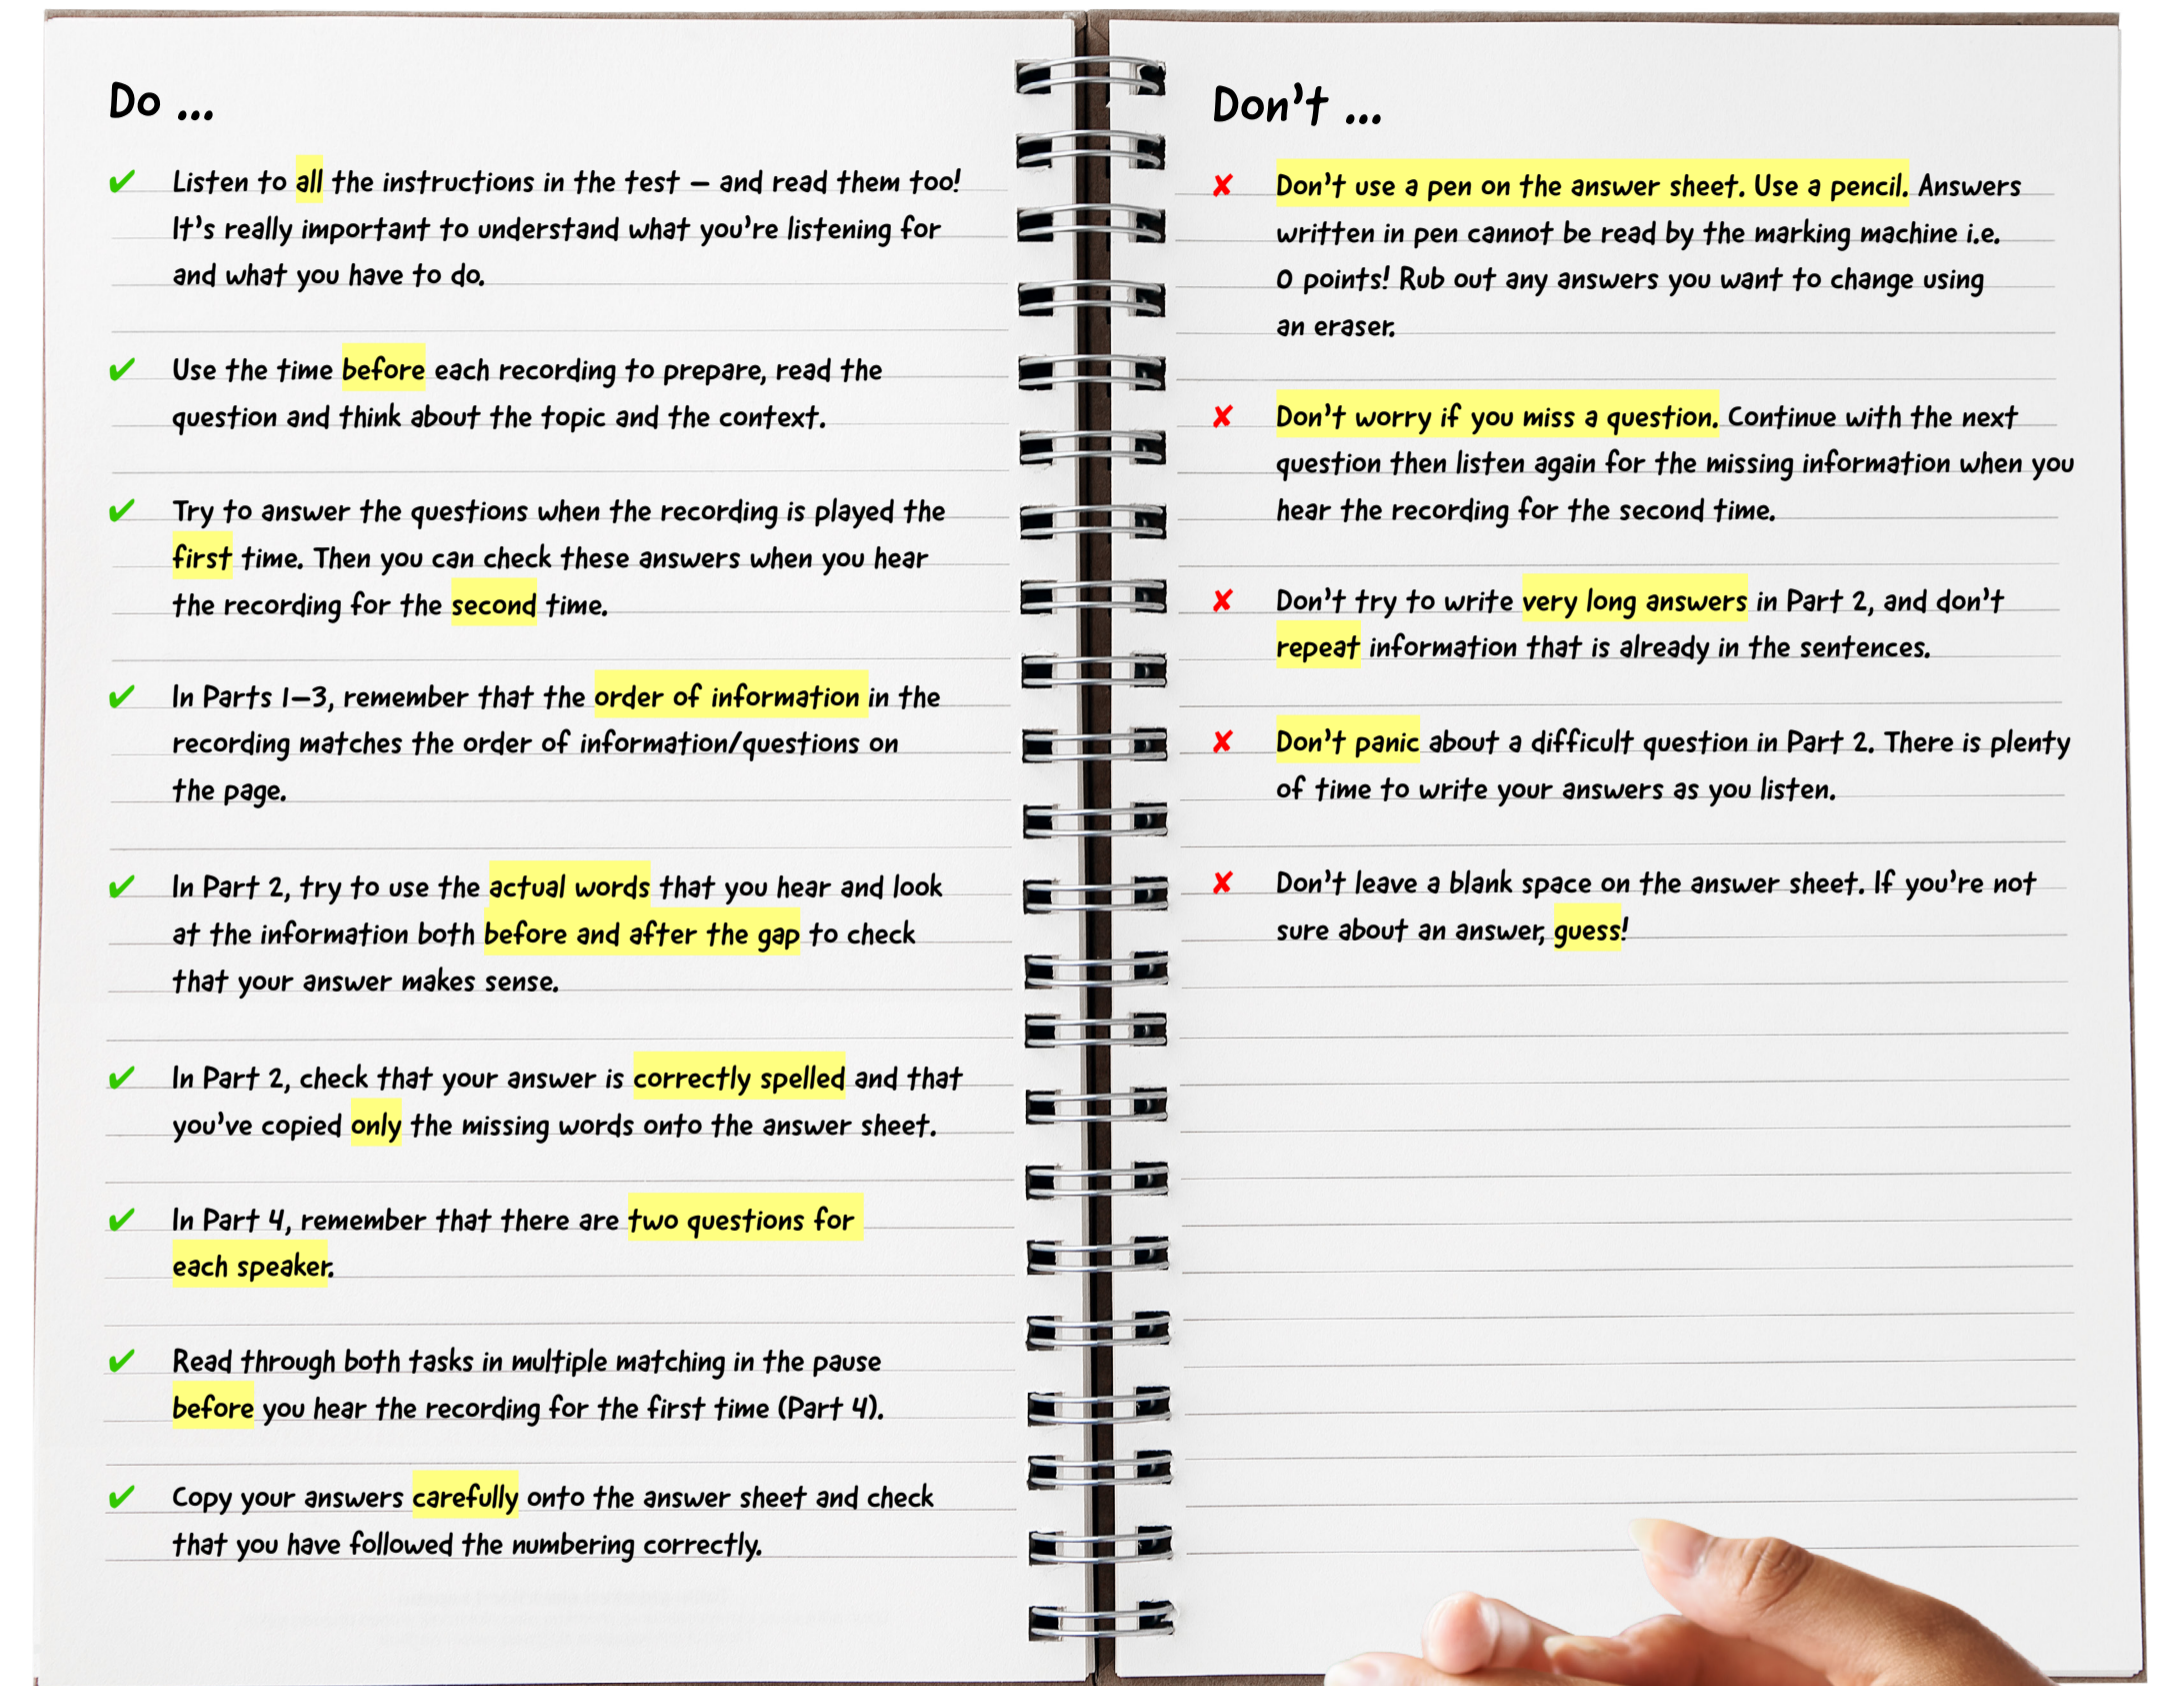 Do ...
✔ Listen to all the instructions in the test – and read them too!
It's really important to understand what you're listening for
and what you have to do.
✔ Use the time before each recording to prepare, read the
question and think about the topic and the context.
✔ Try to answer the questions when the recording is played the
first time. Then you can check these answers when you hear
the recording for the second time.
✔ In Parts 1–3, remember that the order of information in the
recording matches the order of information/questions on
the page.
✔ In Part 2, try to use the actual words that you hear and look
at the information both before and after the gap to check
that your answer makes sense.
✔ In Part 2, check that your answer is correctly spelled and that
you've copied only the missing words onto the answer sheet.
✔ In Part 4, remember that there are two questions for
each speaker.
✔ Read through both tasks in multiple matching in the pause
before you hear the recording for the first time (Part 4).
✔ Copy your answers carefully onto the answer sheet and check
that you have followed the numbering correctly.
Don't ...
✘ Don't use a pen on the answer sheet. Use a pencil. Answers
written in pen cannot be read by the marking machine i.e.
0 points! Rub out any answers you want to change using
an eraser.
✘ Don't worry if you miss a question. Continue with the next
question then listen again for the missing information when you
hear the recording for the second time.
✘ Don't try to write very long answers in Part 2, and don't
repeat information that is already in the sentences.
✘ Don't panic about a difficult question in Part 2. There is plenty
of time to write your answers as you listen.
✘ Don't leave a blank space on the answer sheet. If you're not
sure about an answer, guess!